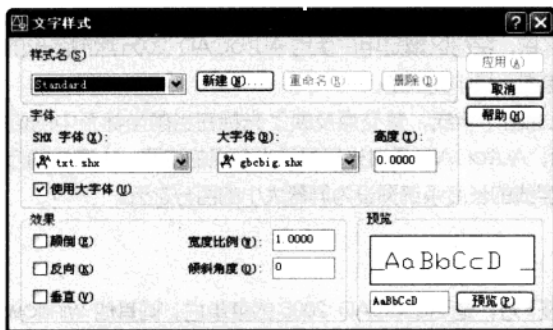 文字样式
样式名(S)
Standard
新建(N)...
重命名(R)...
删除(D)
应用(A)
取消
帮助(H)
字体
SHX 字体(X):
大字体(B):
高度(T):
txt.shx
gbcbig.shx
0.0000
使用大字体(U)
效果
预览
颠倒(E)
宽度比例(W):
1.0000
反向(K)
倾斜角度(O):
0
AaBbCcD
垂直(V)
AaBbCcD
预览(P)